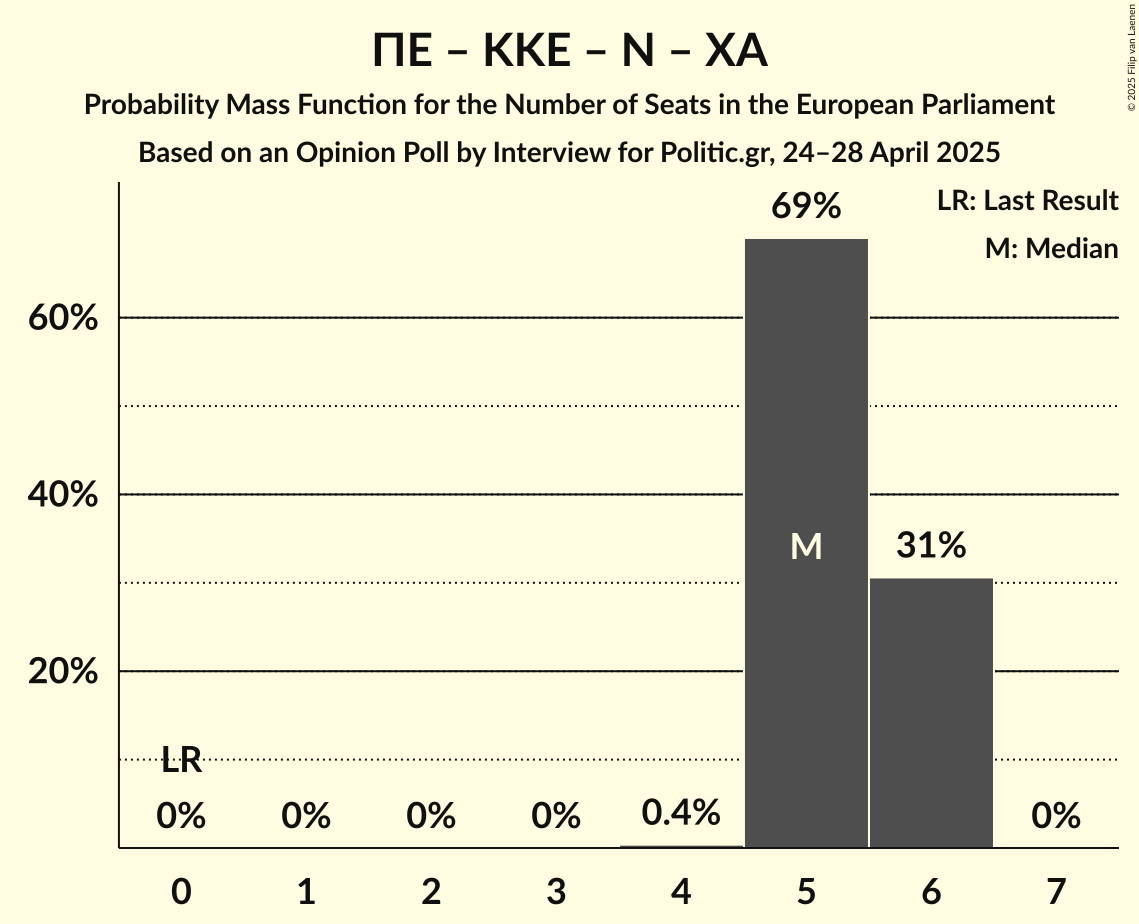 ΠΕ – ΚΚΕ – Ν – ΧΑ
Probability Mass Function for the Number of Seats in the European Parliament
Based on an Opinion Poll by Interview for Politic.gr, 24–28 April 2025
© 2025 Filip van Laenen
LR: Last Result
M: Median
69%
60%
40%
M
31%
20%
LR
0%
0%
0%
0%
0.4%
0%
0
1
2
3
4
5
6
7